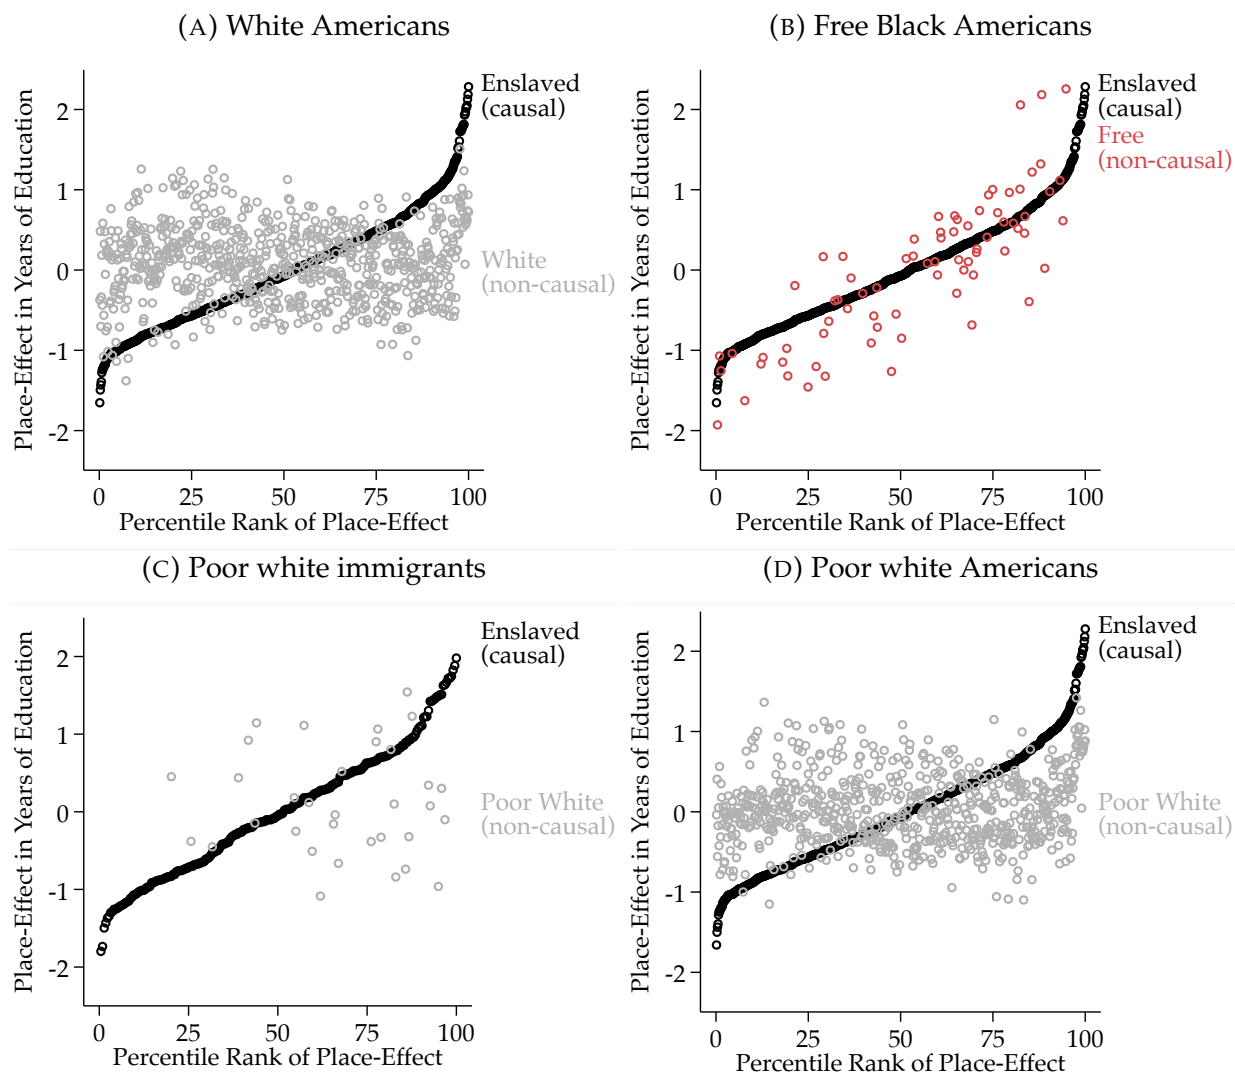 (A) White Americans
Place-Effect in Years of Education
2
1
0
-1
-2
Enslaved
(causal)
White
(non-causal)
0 25 50 75 100
Percentile Rank of Place-Effect
(B) Free Black Americans
Place-Effect in Years of Education
2
1
0
-1
-2
Enslaved
(causal)
Free
(non-causal)
0 25 50 75 100
Percentile Rank of Place-Effect
(C) Poor white immigrants
Place-Effect in Years of Education
2
1
0
-1
-2
Enslaved
(causal)
Poor White
(non-causal)
0 25 50 75 100
Percentile Rank of Place-Effect
(D) Poor white Americans
Place-Effect in Years of Education
2
1
0
-1
-2
Enslaved
(causal)
Poor White
(non-causal)
0 25 50 75 100
Percentile Rank of Place-Effect